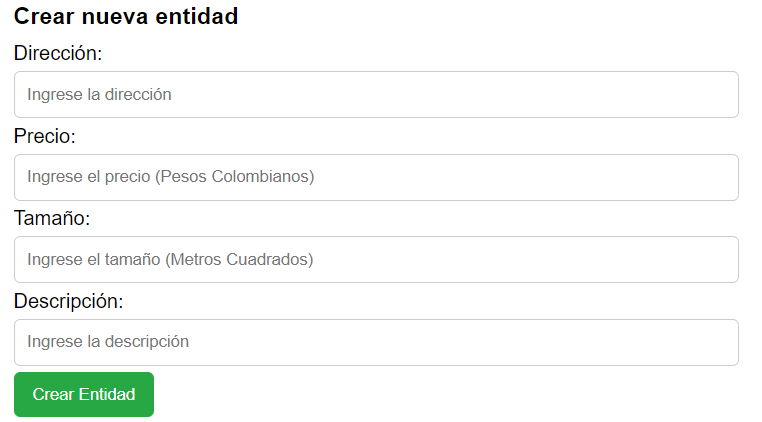 Crear nueva entidad
Dirección:
Ingrese la dirección
Precio:
Ingrese el precio (Pesos Colombianos)
Tamaño:
Ingrese el tamaño (Metros Cuadrados)
Descripción:
Ingrese la descripción
Crear Entidad